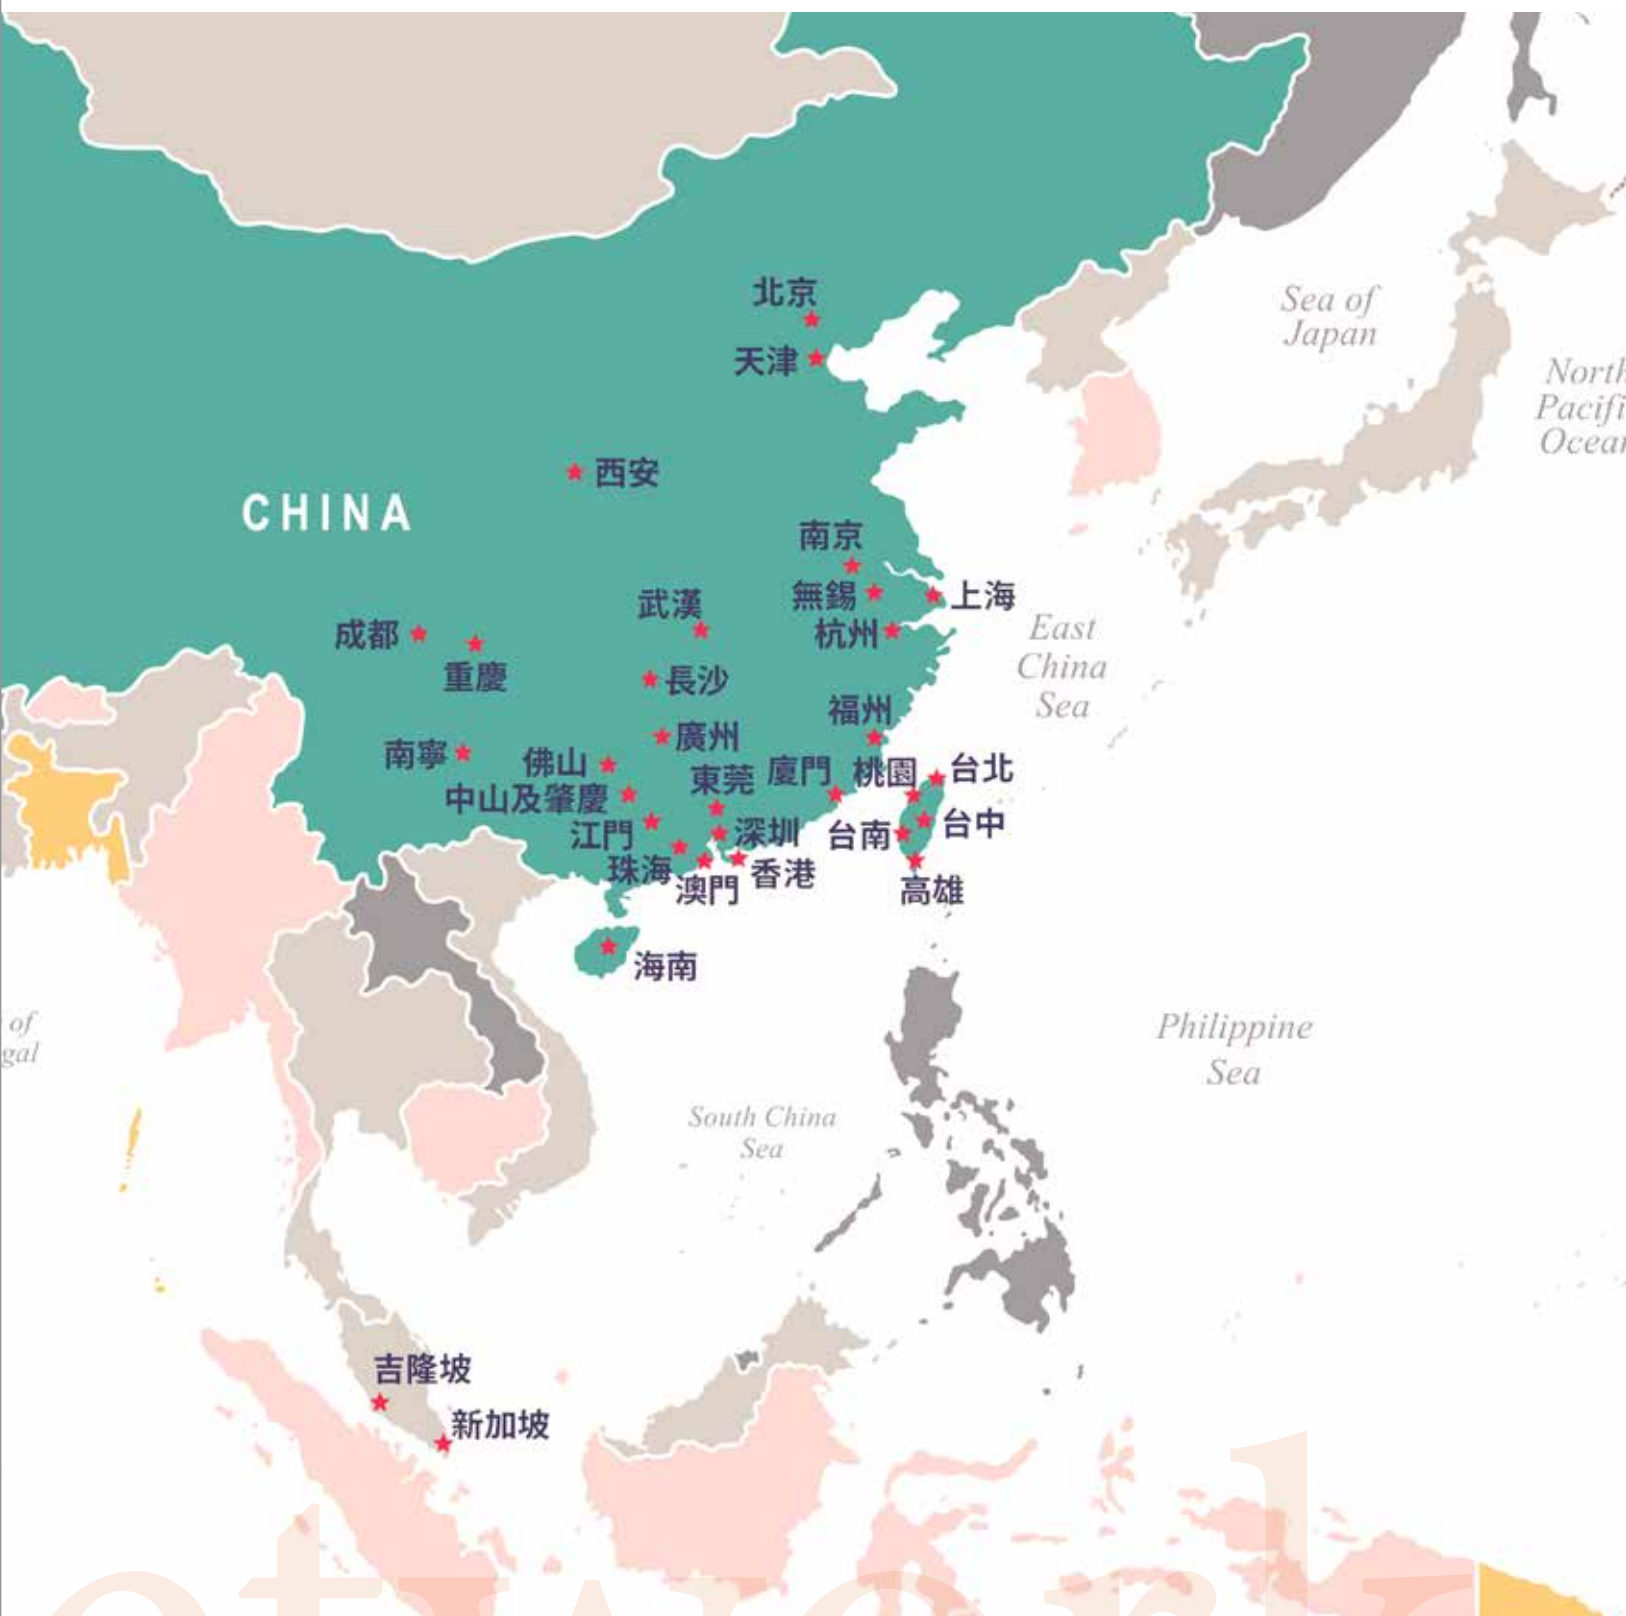 北京
Sea of
Japan
天津
North
Pacifi
Ocean
西安
CHINA
南京
無錫
上海
武漢
成都
杭州
East
China
Sea
重慶
長沙
福州
廣州
南寧
佛山
東莞
廈門
桃園
台北
中山及肇慶
江門
深圳
台南
台中
珠海
澳門
香港
高雄
海南
of
gal
Philippine
Sea
South China
Sea
吉隆坡
新加坡
etwork